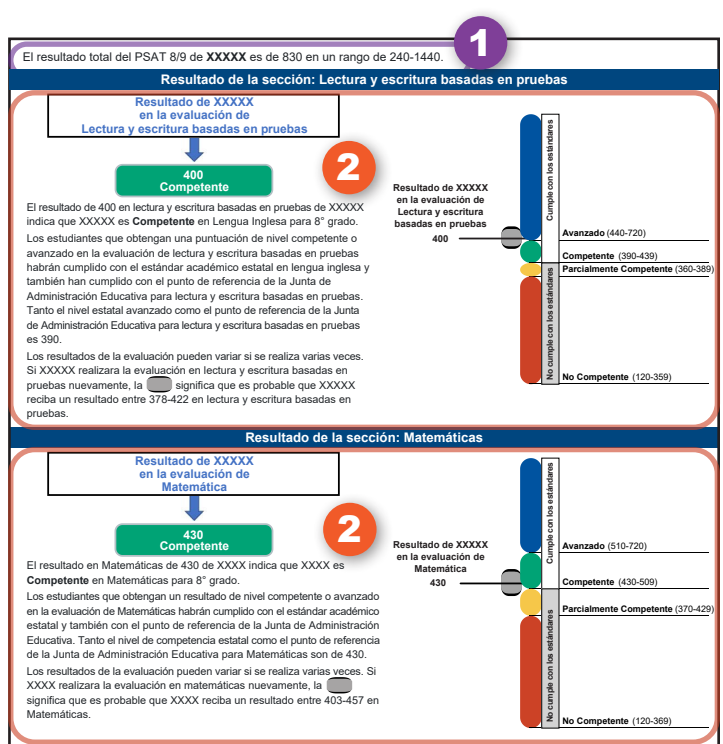 1
El resultado total del PSAT 8/9 de XXXXX es de 830 en un rango de 240-1440.
Resultado de la sección: Lectura y escritura basadas en pruebas
Resultado de XXXXX
en la evaluación de
Lectura y escritura basadas en pruebas
400
Competente
2
El resultado de 400 en lectura y escritura basadas en pruebas de XXXXX
indica que XXXXX es Competente en Lengua Inglesa para 8° grado.
Los estudiantes que obtengan una puntuación de nivel competente o
avanzado en la evaluación de lectura y escritura basadas en pruebas
habrán cumplido con el estándar académico estatal en lengua inglesa y
también han cumplido con el punto de referencia de la Junta de
Administración Educativa para lectura y escritura basadas en pruebas.
Tanto el nivel estatal avanzado como el punto de referencia de la Junta
de Administración Educativa para lectura y escritura basadas en pruebas
es 390.
Los resultados de la evaluación pueden variar si se realiza varias veces.
Si XXXXX realizara la evaluación en lectura y escritura basadas en
pruebas nuevamente, la significa que es probable que XXXXX
reciba un resultado entre 378-422 en lectura y escritura basadas en
pruebas.
Resultado de XXXXX
en la evaluación de
Lectura y escritura
basadas en pruebas
400
Cumple con los estándares
No cumple con los estándares
Avanzado (440-720)
Competente (390-439)
Parcialmente Competente (360-389)
No Competente (120-359)
Resultado de la sección: Matemáticas
Resultado de XXXXX
en la evaluación de
Matemática
430
Competente
2
El resultado en Matemáticas de 430 de XXXX indica que XXXX es
Competente en Matemáticas para 8° grado.
Los estudiantes que obtengan un resultado de nivel competente o avanzado
en la evaluación de Matemáticas habrán cumplido con el estándar académico
estatal y también con el punto de referencia de la Junta de Administración
Educativa. Tanto el nivel de competencia estatal como el punto de referencia
de la Junta de Administración Educativa para Matemáticas son de 430.
Los resultados de la evaluación pueden variar si se realiza varias veces. Si
XXXX realizara la evaluación en matemáticas nuevamente, la
significa que es probable que XXXX reciba un resultado entre 403-457 en
Matemáticas.
Resultado de XXXXX
en la evaluación de
Matemática
430
Cumple con los estándares
No cumple con los estándares
Avanzado (510-720)
Competente (430-509)
Parcialmente Competente (370-429)
No Competente (120-369)